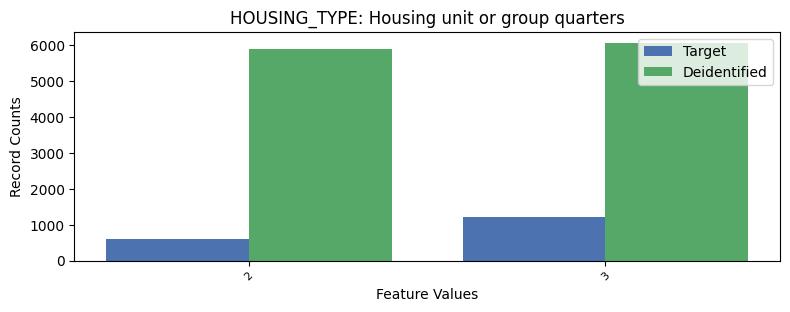 HOUSING_TYPE: Housing unit or group quarters
Target
Deidentified
6000
5000
4000
3000
2000
1000
0
Record Counts
2
3
Feature Values